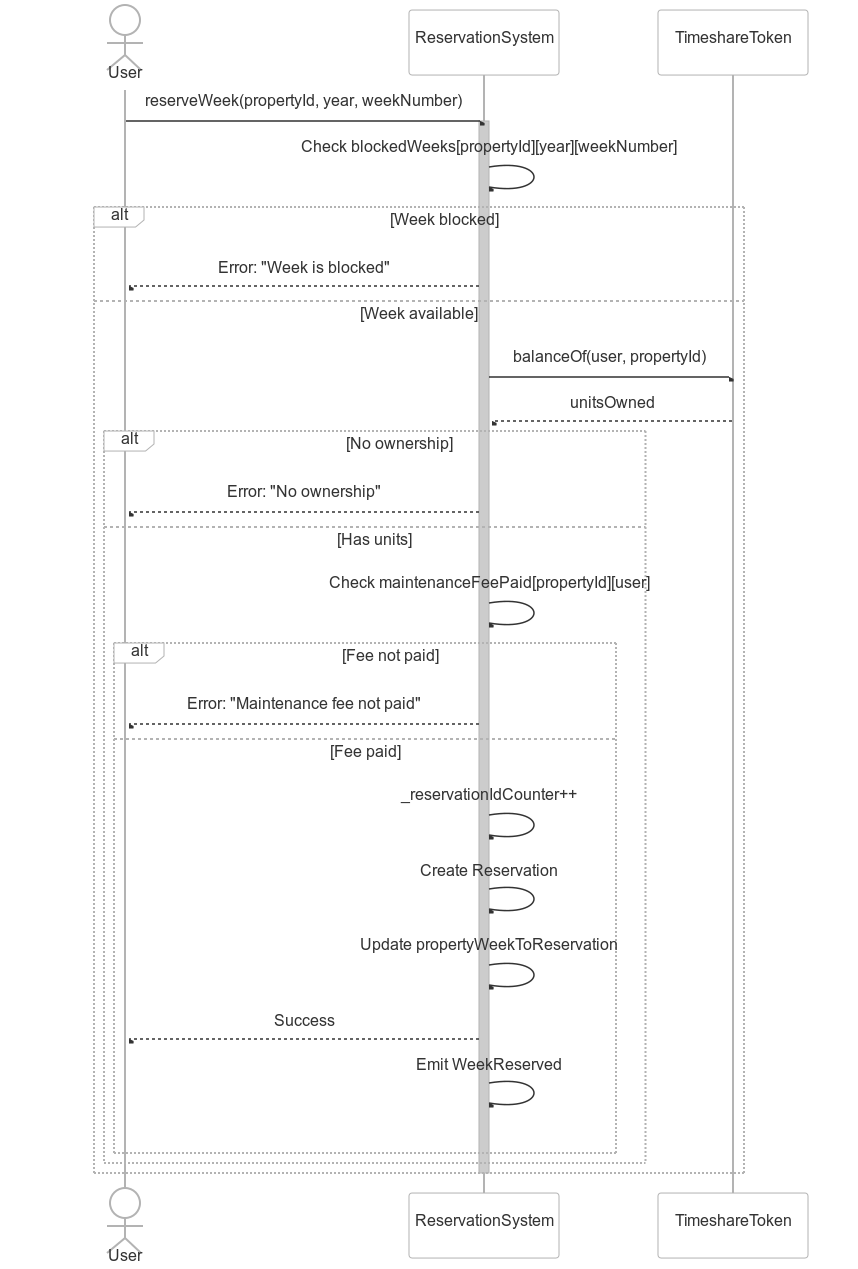 User
ReservationSystem
TimeshareToken
reserveWeek(propertyId, year, weekNumber)
Check blockedWeeks[propertyId][year][weekNumber]
alt
[Week blocked]
Error: "Week is blocked"
[Week available]
balanceOf(user, propertyId)
unitsOwned
alt
[No ownership]
Error: "No ownership"
[Has units]
Check maintenanceFeePaid[propertyId][user]
alt
[Fee not paid]
Error: "Maintenance fee not paid"
[Fee paid]
_reservationIdCounter++
Create Reservation
Update propertyWeekToReservation
Success
Emit WeekReserved
User
ReservationSystem
TimeshareToken